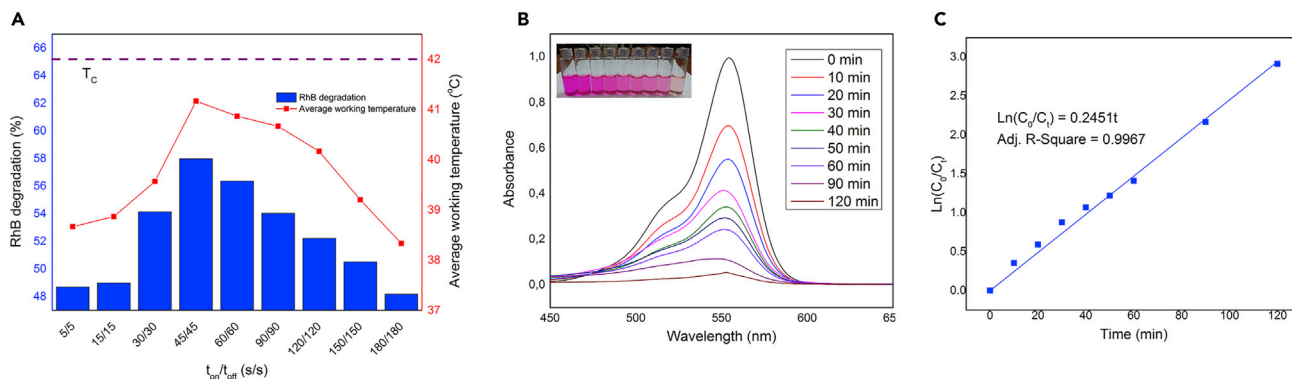 A
RhB degradation (%)
66
64
62
60
58
56
54
52
50
48
T_C
RhB degradation
Average working temperature
42
41
40
39
38
37
Average working temperature (°C)
5/5
15/15
30/30
45/45
60/60
90/90
120/120
150/150
180/180
t_on/t_off (s/s)
B
Absorbance
1,0
0,8
0,6
0,4
0,2
0,0
0 min
10 min
20 min
30 min
40 min
50 min
60 min
90 min
120 min
450
500
550
600
65
Wavelength (nm)
C
Ln(C_0/C_t)
3.0
2.5
2.0
1.5
1.0
0.5
0.0
Ln(C_0/C_t) = 0.2451t
Adj. R-Square = 0.9967
0
20
40
60
80
100
120
Time (min)